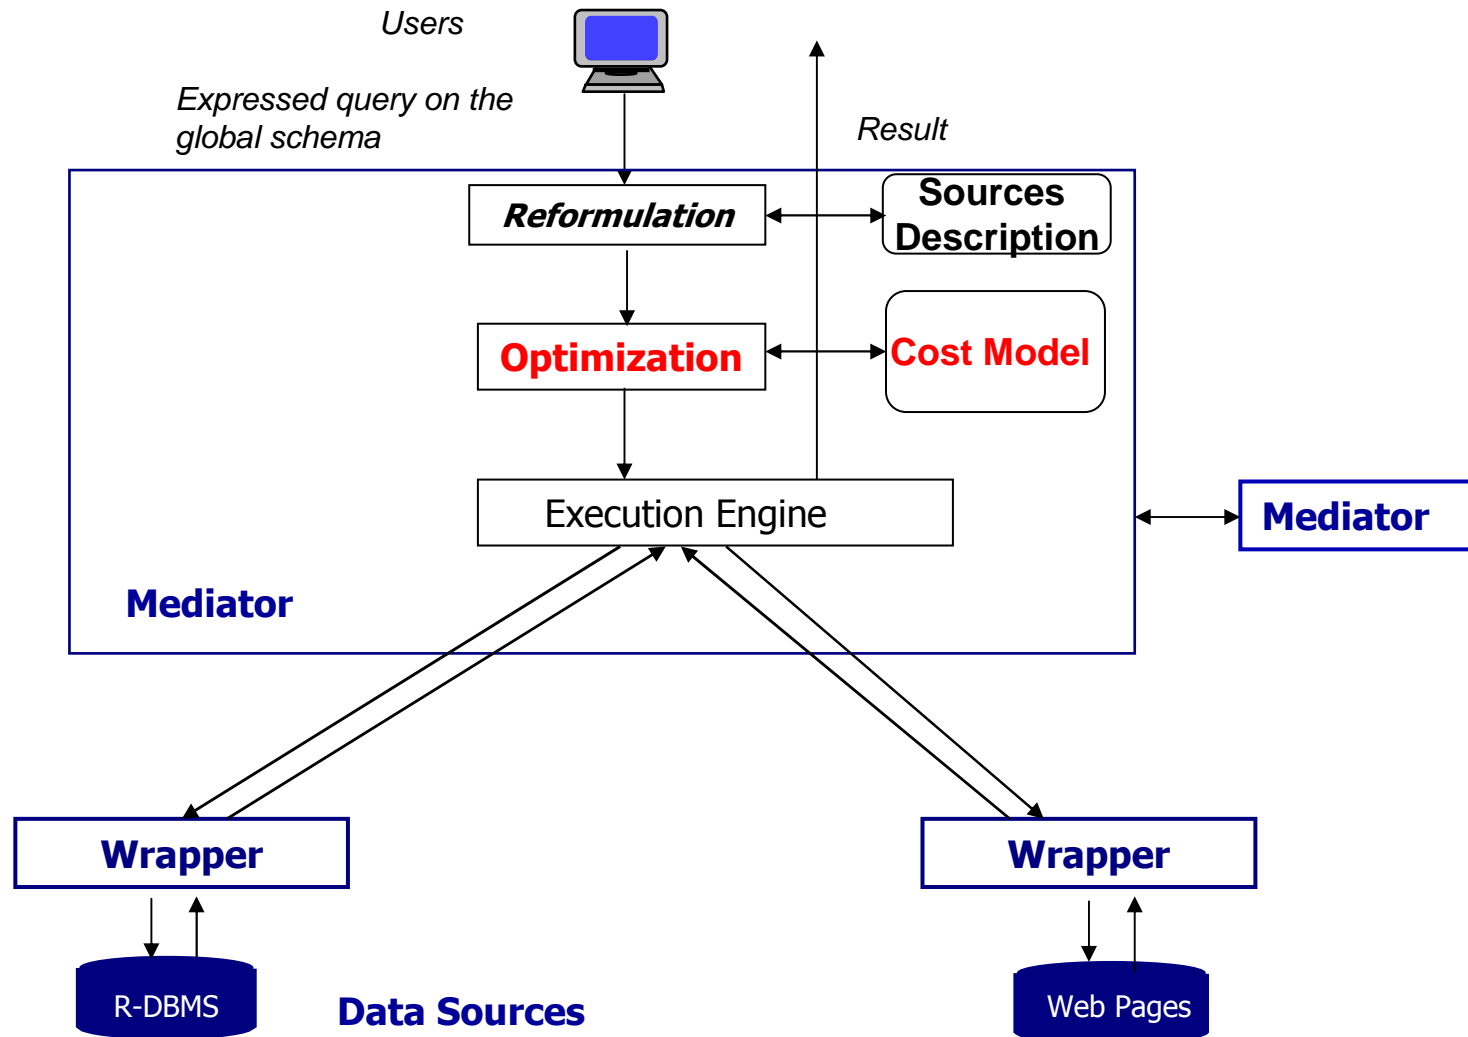 Users
Expressed query on the
global schema
Result
Reformulation
Sources
Description
Optimization
Cost Model
Execution Engine
Mediator
Mediator
Wrapper
Wrapper
R-DBMS
Data Sources
Web Pages